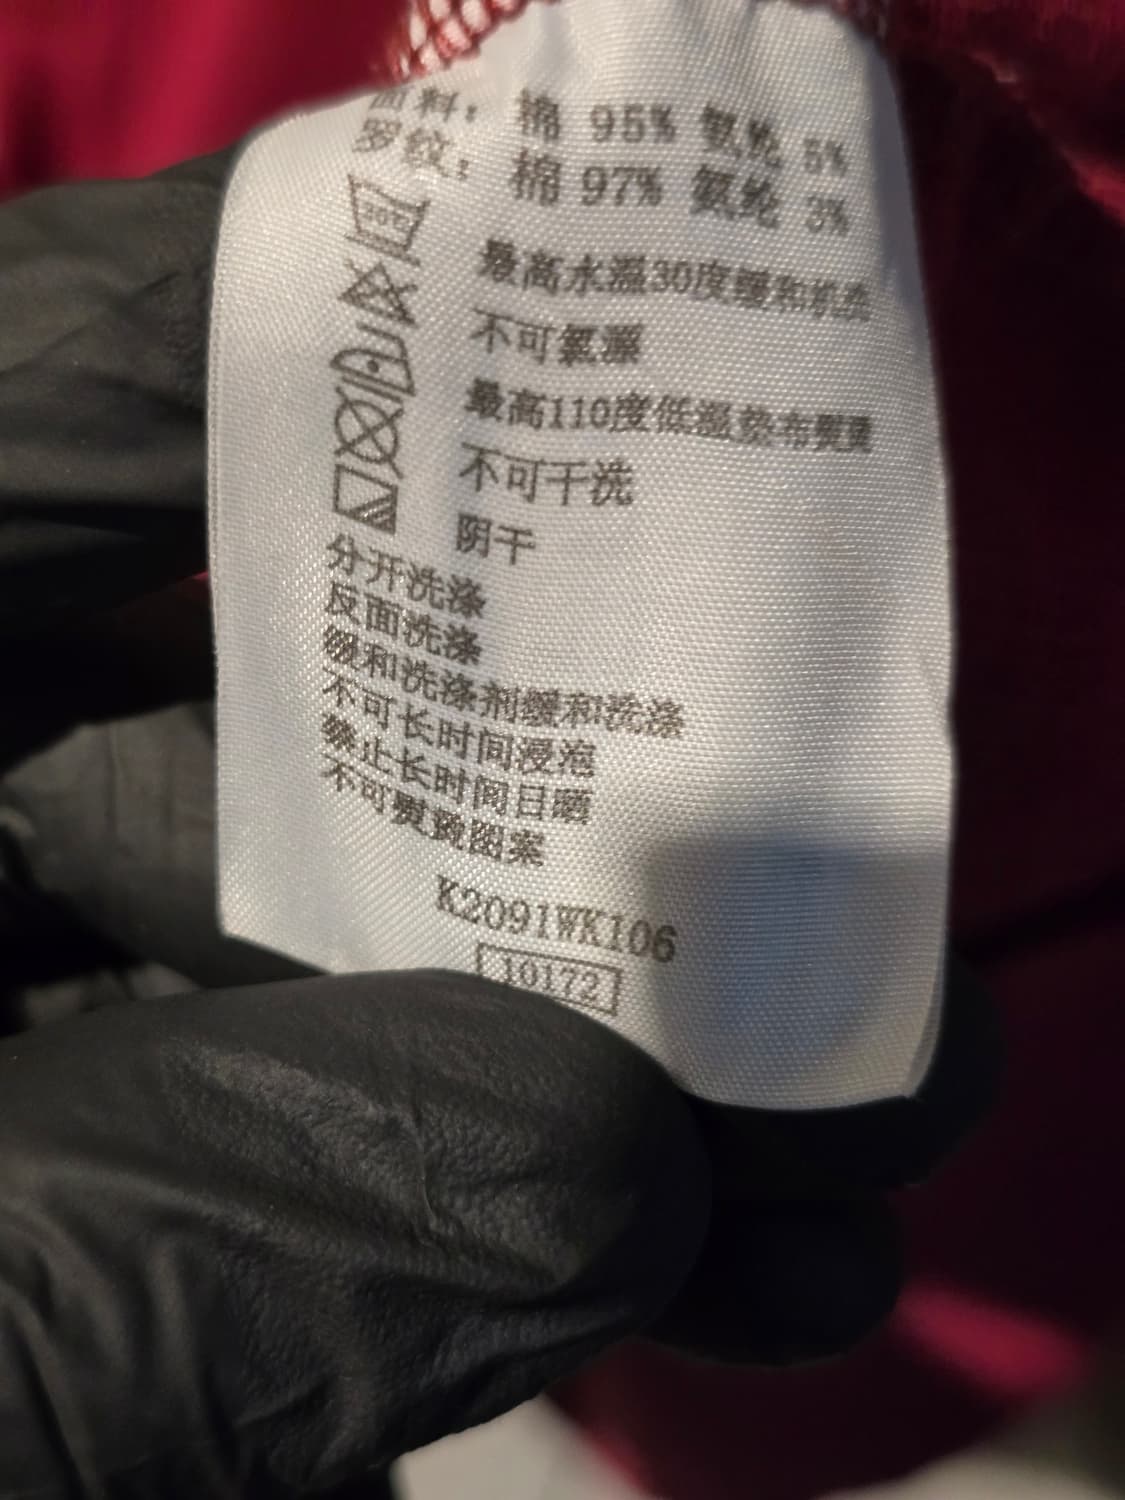 面料: 棉 95% 氨纶 5%
罗纹: 棉 97% 氨纶 3%
30℃
最高水温30度缓和机洗
不可氯漂
最高110度低温垫布熨烫
不可干洗
阴干
分开洗涤
反面洗涤
缓和洗涤剂缓和洗涤
不可长时间浸泡
禁止长时间日晒
不可熨烫图案
K2091WK106
10172